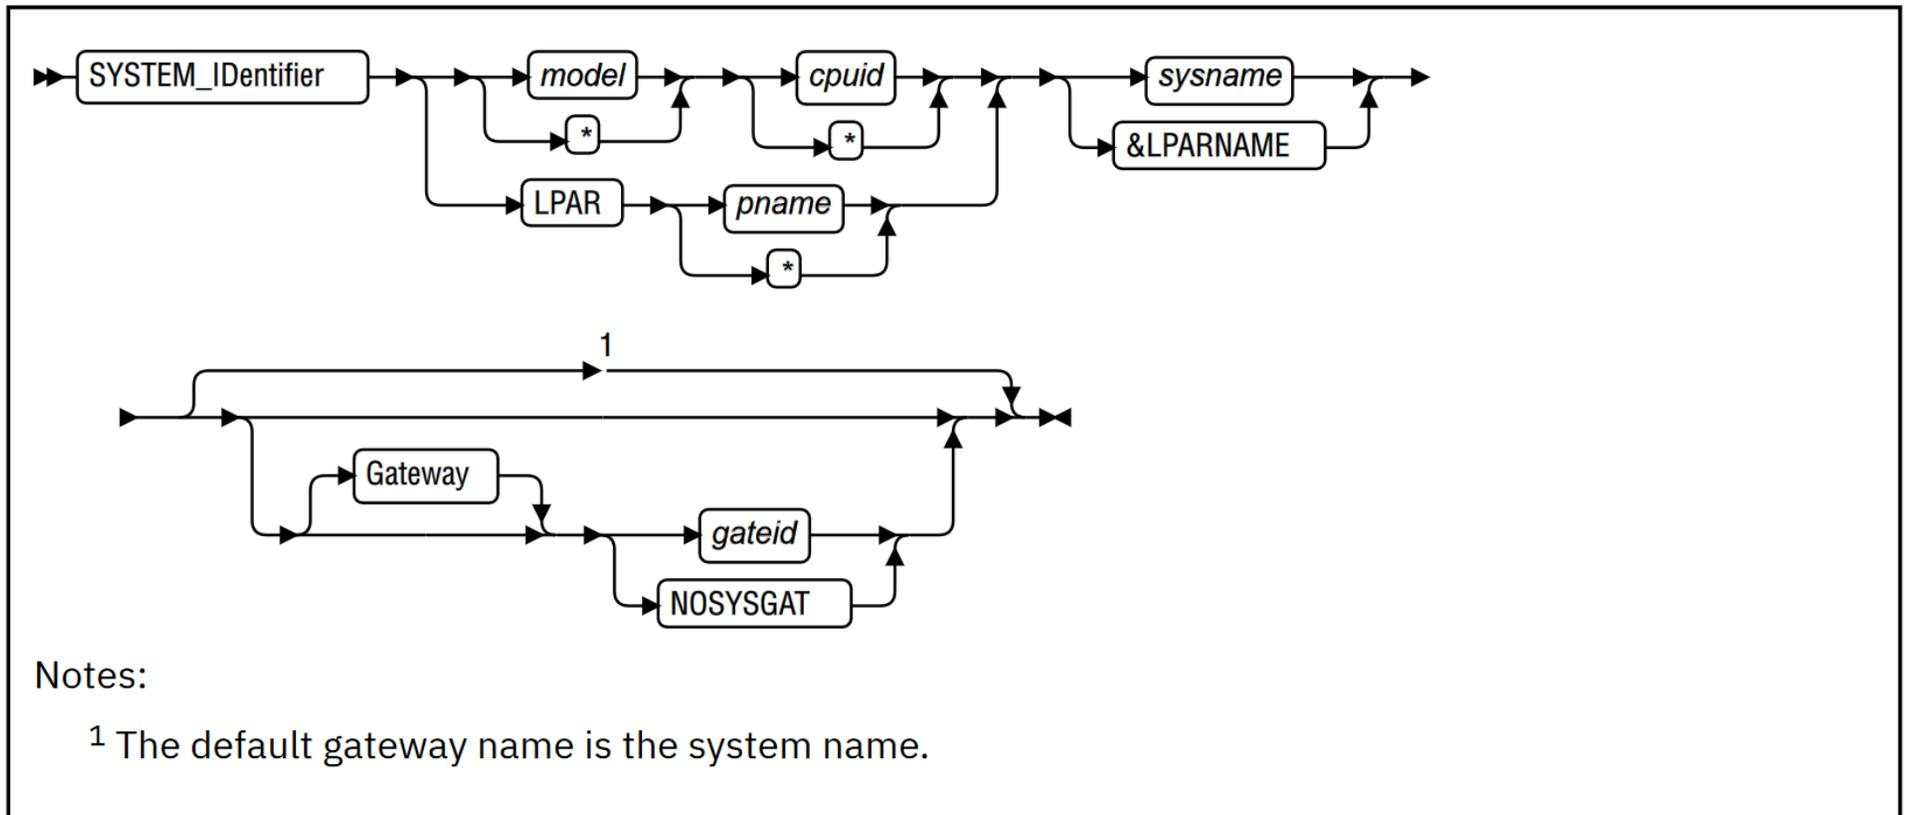 SYSTEM_IDentifier model cpuid sysname
* * &LPARNAME
LPAR pname
*
1
Gateway
gateid
NOSYSGAT
Notes:
1 The default gateway name is the system name.